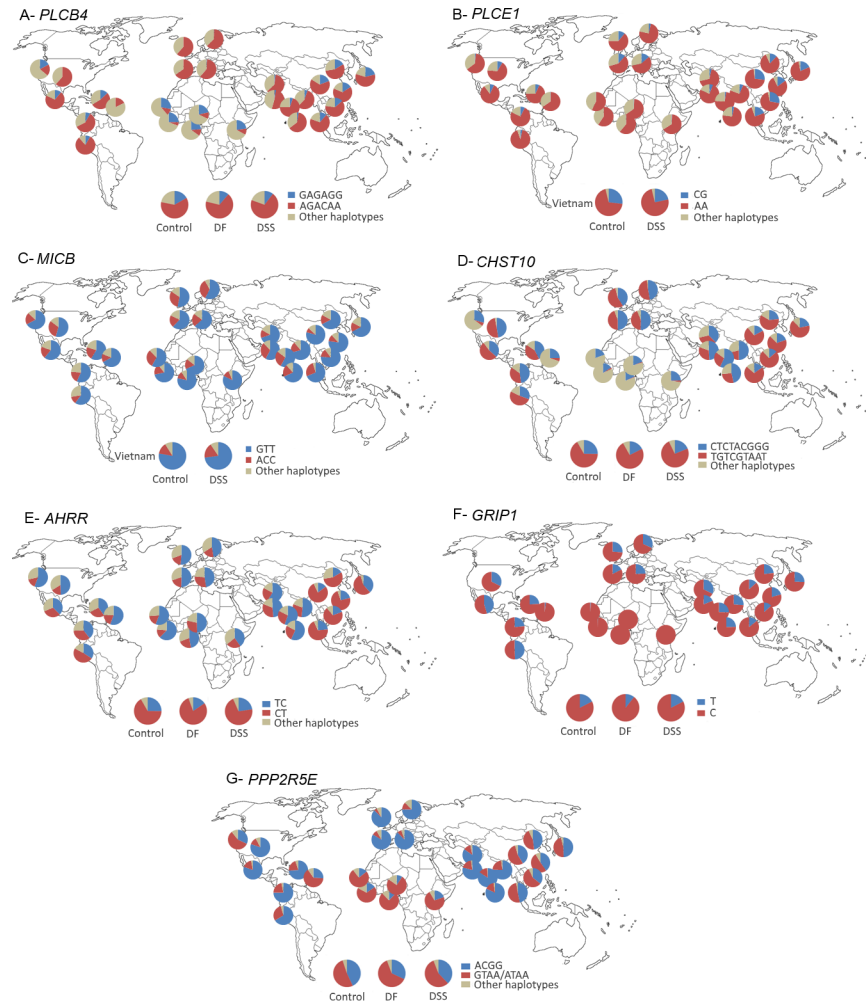 A- PLCB4
GAGAGG
AGACAA
Other haplotypes
Control
DF
DSS
B- PLCE1
Vietnam
CG
AA
Other haplotypes
Control
DSS
C- MICB
Vietnam
GTT
ACC
Other haplotypes
Control
DSS
D- CHST10
CTCTACGGG
TGTCGTAAT
Other haplotypes
Control
DF
DSS
E- AHRR
TC
CT
Other haplotypes
Control
DF
DSS
F- GRIP1
T
C
Control
DF
DSS
G- PPP2R5E
ACGG
GTAA/ATAA
Other haplotypes
Control
DF
DSS